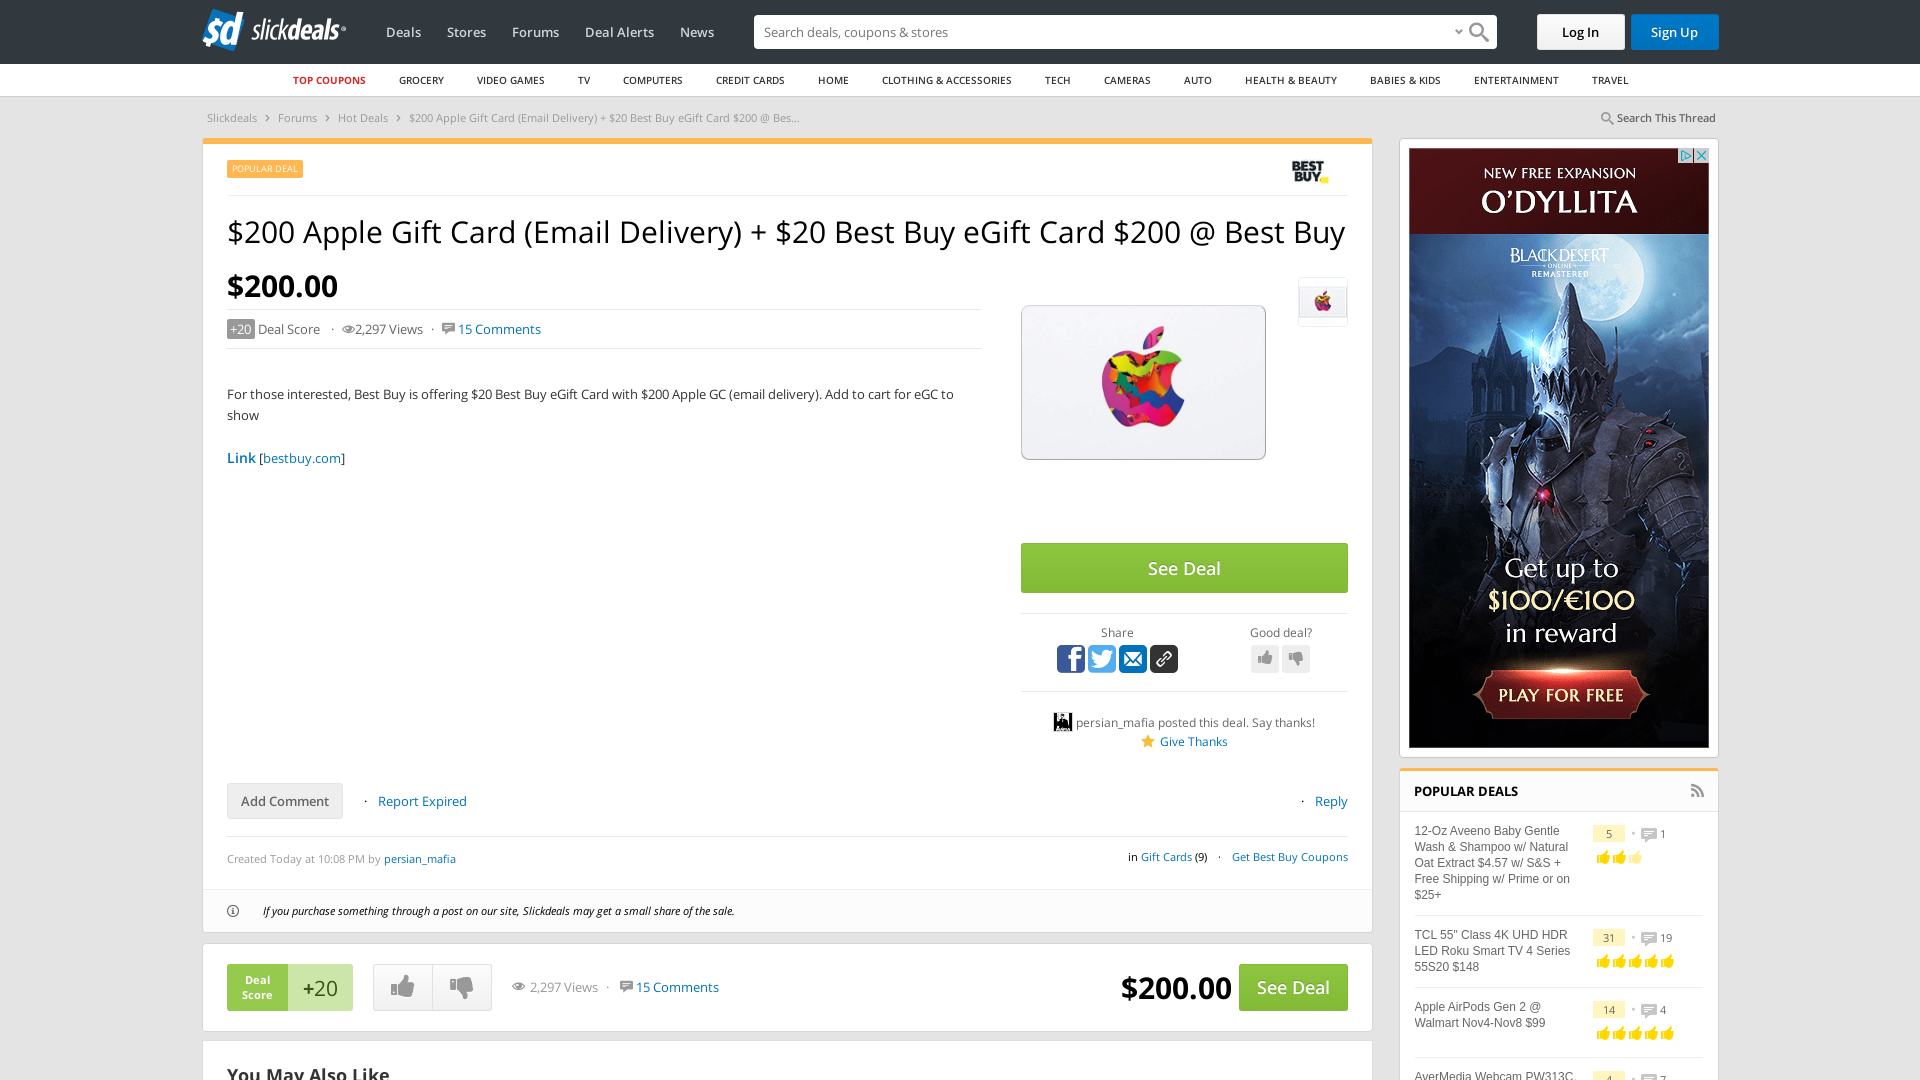 slickdeals
Deals
Stores
Forums
Deal Alerts
News
Search deals, coupons & stores
Log In
Sign Up
TOP COUPONS
GROCERY
VIDEO GAMES
TV
COMPUTERS
CREDIT CARDS
HOME
CLOTHING & ACCESSORIES
TECH
CAMERAS
AUTO
HEALTH & BEAUTY
BABIES & KIDS
ENTERTAINMENT
TRAVEL
Slickdeals > Forums > Hot Deals > $200 Apple Gift Card (Email Delivery) + $20 Best Buy eGift Card $200 @ Bes...
Search This Thread
POPULAR DEAL
BEST
BUY
$200 Apple Gift Card (Email Delivery) + $20 Best Buy eGift Card $200 @ Best Buy
$200.00
+20 Deal Score · 2,297 Views · 15 Comments
For those interested, Best Buy is offering $20 Best Buy eGift Card with $200 Apple GC (email delivery). Add to cart for eGC to
show
Link [bestbuy.com]
See Deal
Share
Good deal?
persian_mafia posted this deal. Say thanks!
Give Thanks
Add Comment
· Report Expired
· Reply
Created Today at 10:08 PM by persian_mafia
in Gift Cards (9) · Get Best Buy Coupons
If you purchase something through a post on our site, Slickdeals may get a small share of the sale.
Deal
Score
+20
2,297 Views · 15 Comments
$200.00
See Deal
You May Also Like
NEW FREE EXPANSION
O'DYLLITA
BLACK DESERT
ONLINE
REMASTERED
Get up to
$100/€100
in reward
PLAY FOR FREE
POPULAR DEALS
12-Oz Aveeno Baby Gentle
Wash & Shampoo w/ Natural
Oat Extract $4.57 w/ S&S +
Free Shipping w/ Prime or on
$25+
5 · 1
TCL 55" Class 4K UHD HDR
LED Roku Smart TV 4 Series
55S20 $148
31 · 19
Apple AirPods Gen 2 @
Walmart Nov4-Nov8 $99
14 · 4
AverMedia Webcam PW313C,
4 · 7